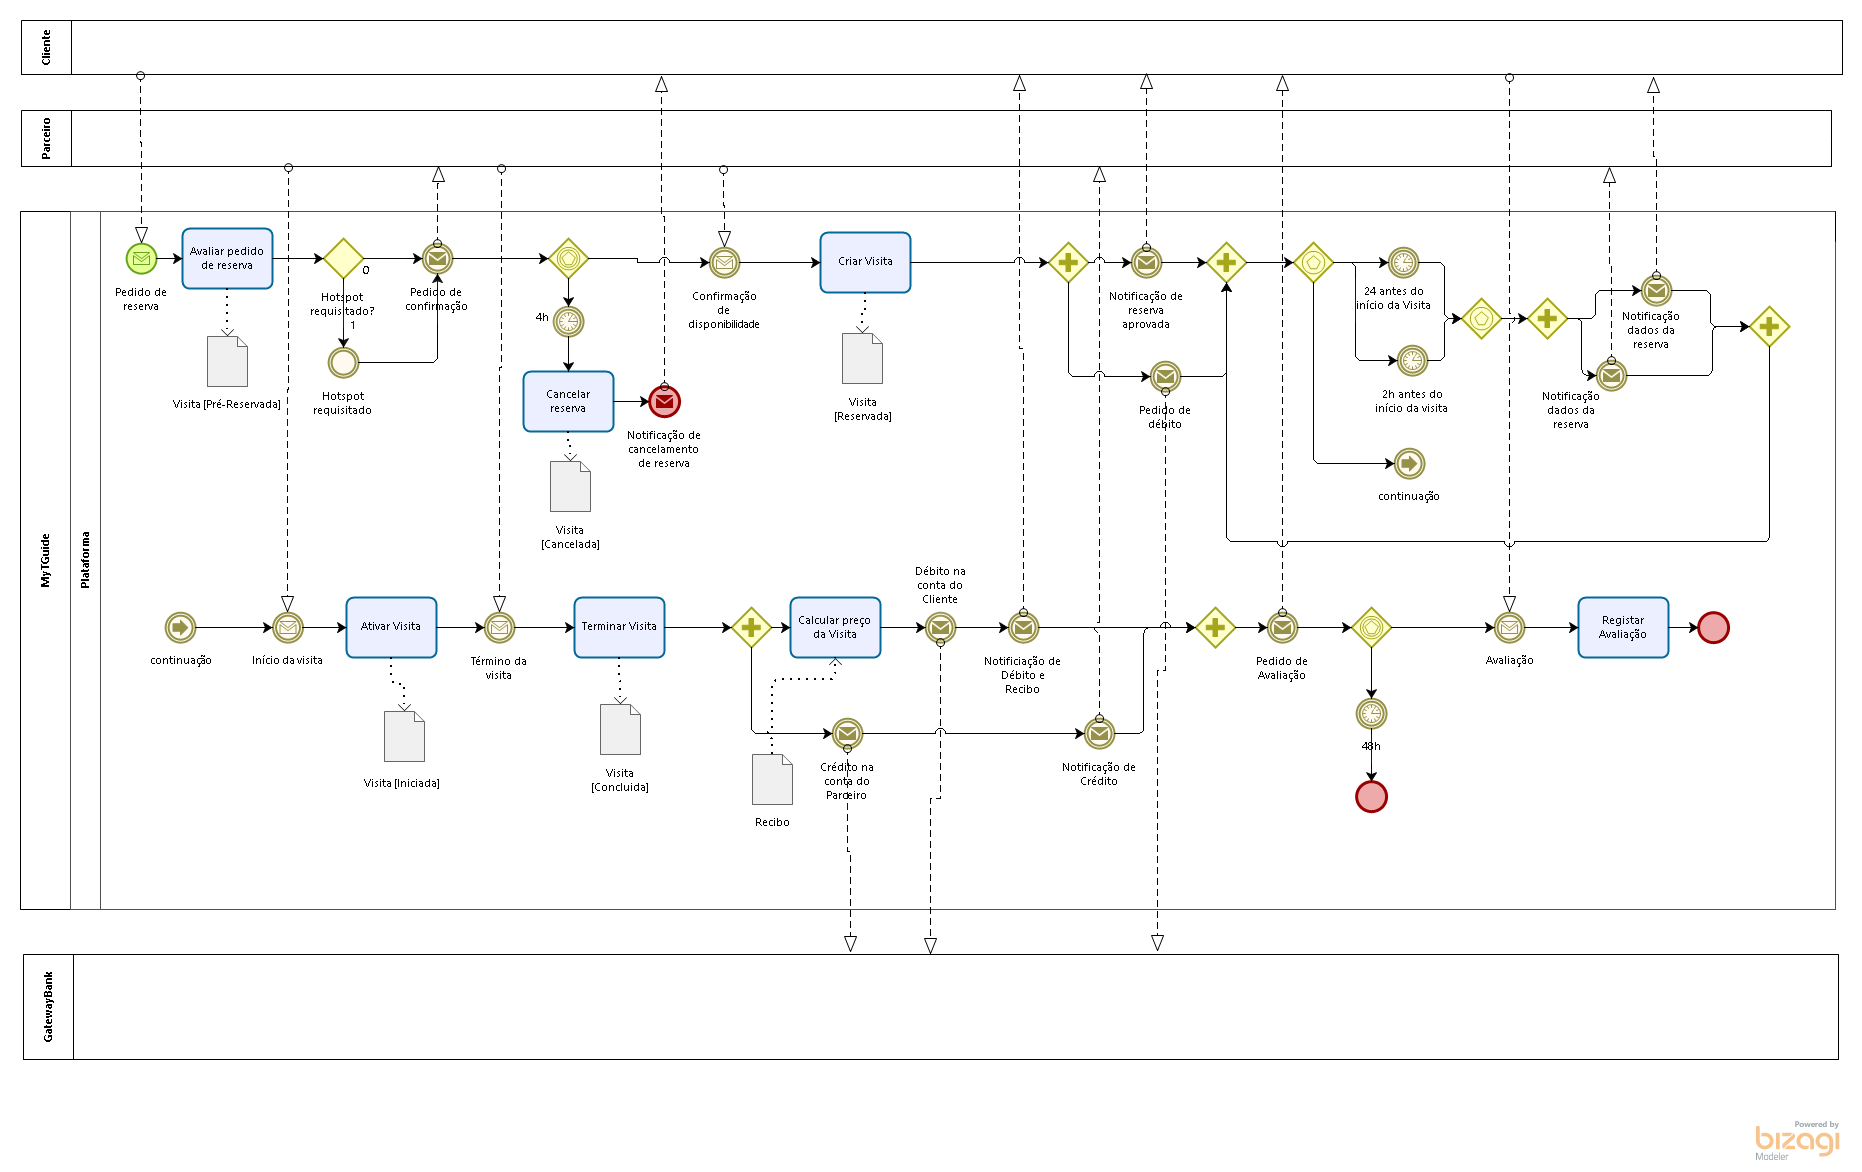 Cliente
Parceiro
MyTGuide
Plataforma
Pedido de
reserva
Avaliar pedido
de reserva
Visita [Pré-Reservada]
0
Hotspot
requisitado?
1
Hotspot
requisitado
Pedido de
confirmação
4h
Cancelar
reserva
Visita
[Cancelada]
Notificação de
cancelamento
de reserva
Confirmação
de
disponibilidade
Criar Visita
Visita
[Reservada]
Notificação de
reserva
aprovada
Pedido de
débito
24 antes do
início da Visita
2h antes do
início da visita
continuação
Notificação
dados da
reserva
Notificação
dados da
reserva
continuação
Início da visita
Ativar Visita
Visita [Iniciada]
Término da
visita
Terminar Visita
Visita
[Concluida]
Calcular preço
da Visita
Recibo
Débito na
conta do
Cliente
Crédito na
conta do
Parceiro
Notificiação de
Débito e
Recibo
Notificação de
Crédito
Pedido de
Avaliação
48h
Avaliação
Registar
Avaliação
GatewayBank
Powered by
bizagi
Modeler